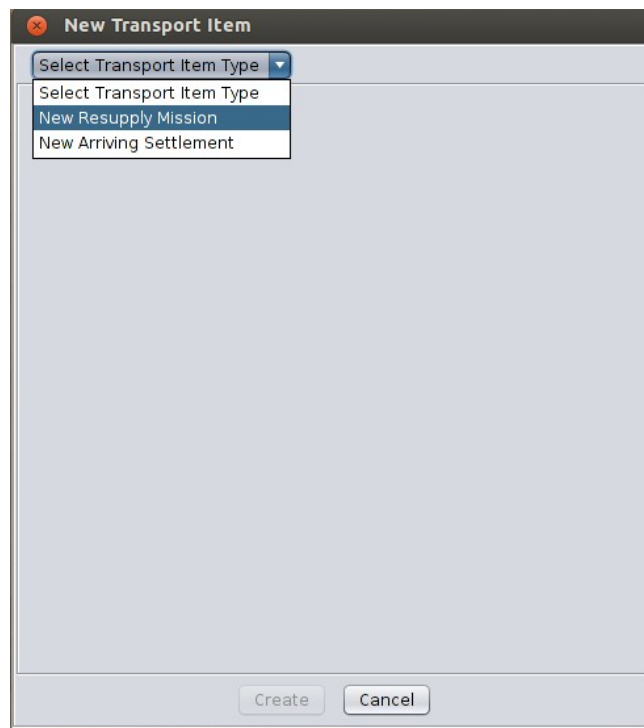 New Transport Item
Select Transport Item Type
Select Transport Item Type
New Resupply Mission
New Arriving Settlement
Create Cancel